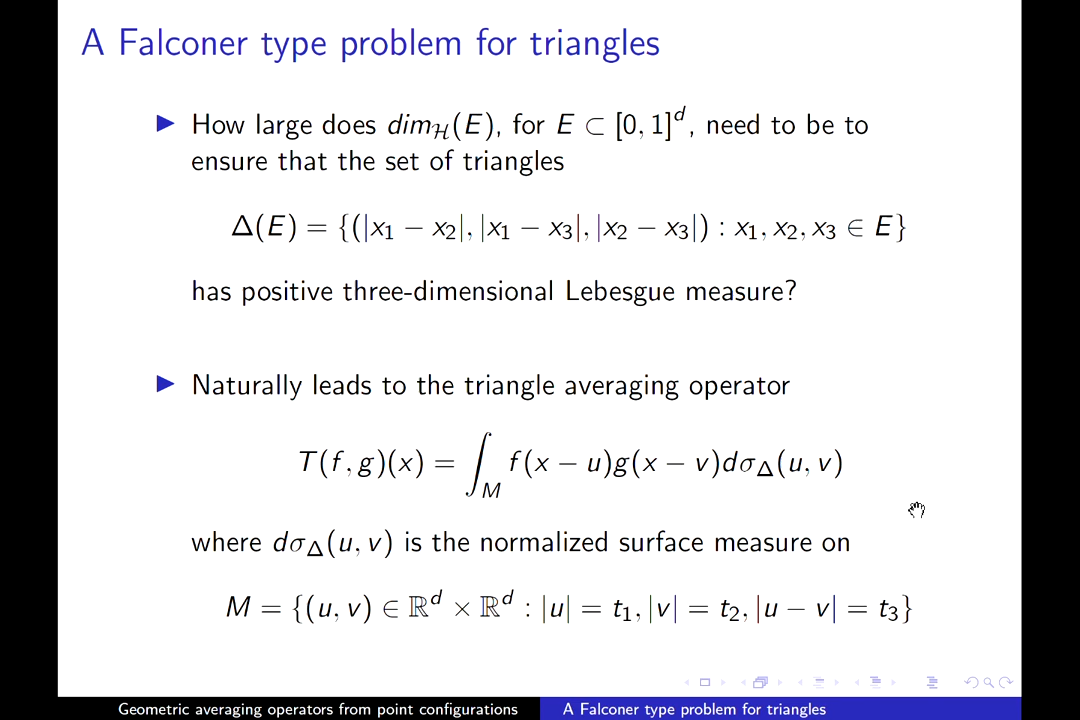 A Falconer type problem for triangles
▶ How large does dim_ℋ(E), for E ⊂ [0, 1]^d, need to be to
ensure that the set of triangles
Δ(E) = {(|x₁ − x₂|, |x₁ − x₃|, |x₂ − x₃|) : x₁, x₂, x₃ ∈ E}
has positive three-dimensional Lebesgue measure?
▶ Naturally leads to the triangle averaging operator
T(f, g)(x) = ∫_M f(x − u)g(x − v)dσ_Δ(u, v)
where dσ_Δ(u, v) is the normalized surface measure on
M = {(u, v) ∈ ℝ^d × ℝ^d : |u| = t₁, |v| = t₂, |u − v| = t₃}
Geometric averaging operators from point configurations
A Falconer type problem for triangles